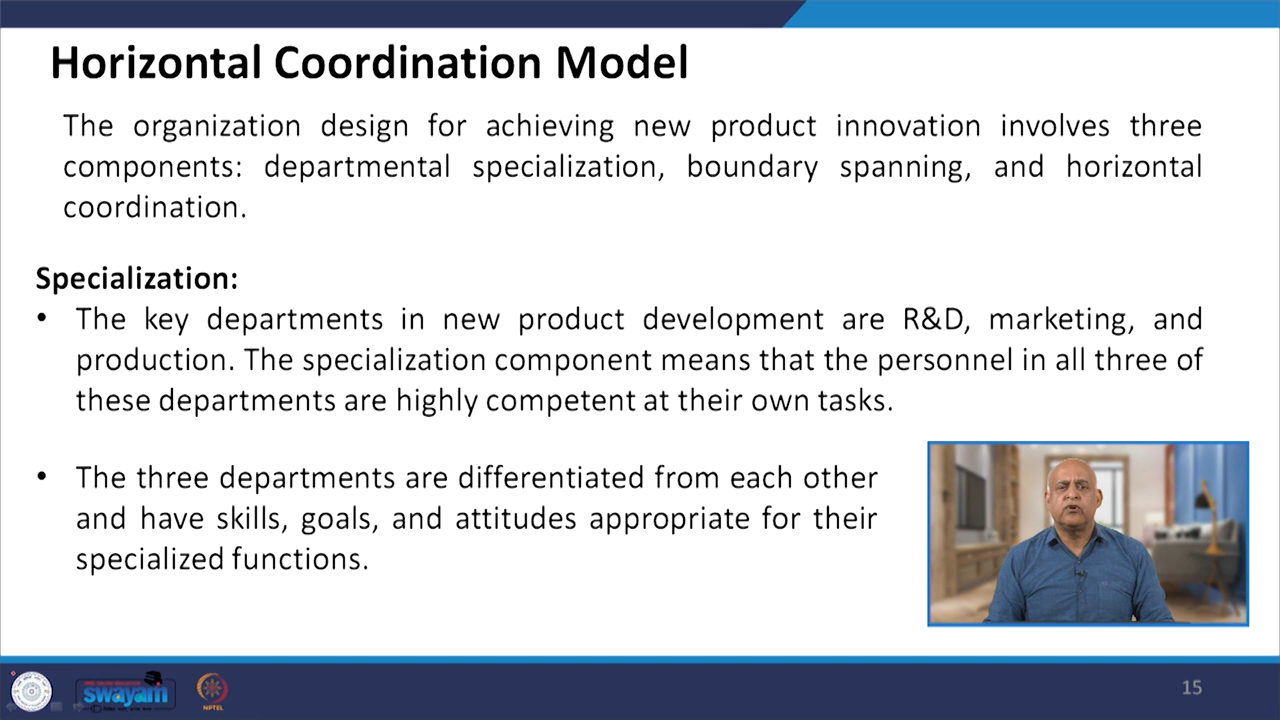 Horizontal Coordination Model
The organization design for achieving new product innovation involves three
components: departmental specialization, boundary spanning, and horizontal
coordination.
Specialization:
• The key departments in new product development are R&D, marketing, and
production. The specialization component means that the personnel in all three of
these departments are highly competent at their own tasks.
• The three departments are differentiated from each other
and have skills, goals, and attitudes appropriate for their
specialized functions.
swayam
NPTEL
15